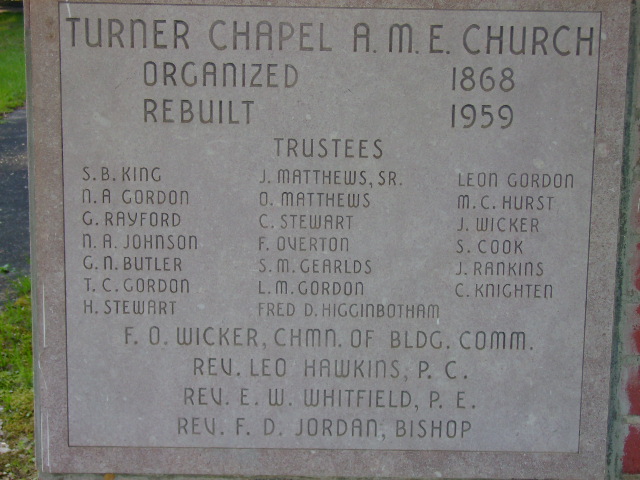 TURNER CHAPEL A.M.E. CHURCH
ORGANIZED 1868
REBUILT 1959
TRUSTEES
S.B. KING J. MATTHEWS, SR. LEON GORDON
N.A GORDON O. MATTHEWS M.C. HURST
G. RAYFORD C. STEWART J. WICKER
N.A. JOHNSON F. OVERTON S. COOK
G.N. BUTLER S.M. GEARLDS J. RANKINS
T.C. GORDON L.M. GORDON C. KNIGHTEN
H. STEWART FRED D. HIGGINBOTHAM
F.O. WICKER, CHMN. OF BLDG. COMM.
REV. LEO HAWKINS, P.C.
REV. E.W. WHITFIELD, P.E.
REV. F.D. JORDAN, BISHOP